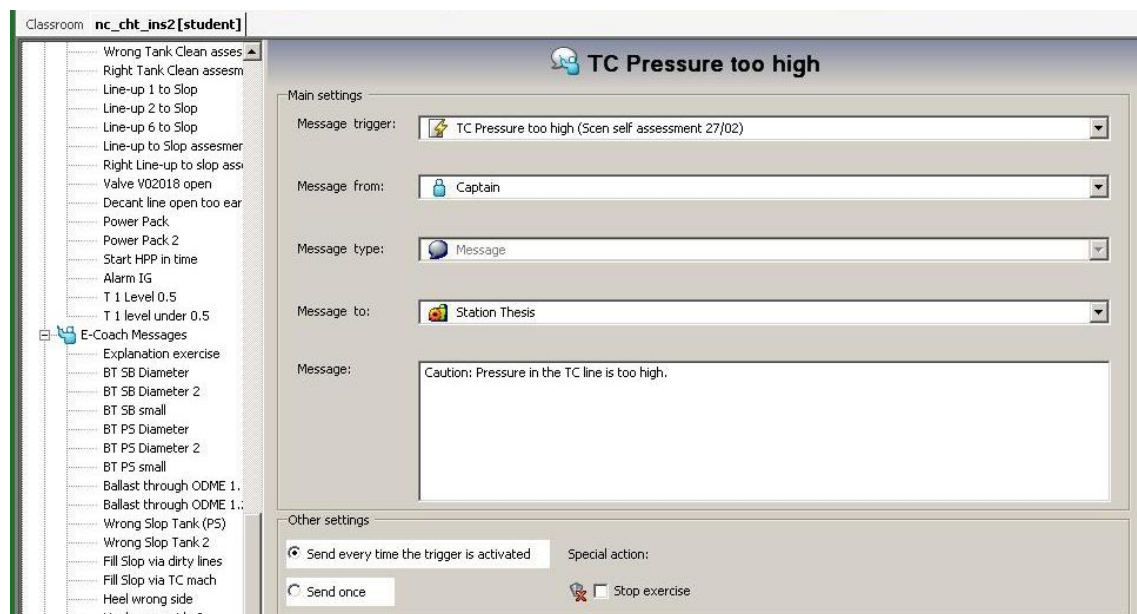 Classroom nc_cht_ins2[student]
Wrong Tank Clean asses
Right Tank Clean assesm
Line-up 1 to Slop
Line-up 2 to Slop
Line-up 6 to Slop
Line-up to Slop assesmer
Right Line-up to slop ass
Valve V02018 open
Decant line open too ear
Power Pack
Power Pack 2
Start HPP in time
Alarm IG
T 1 Level 0.5
T 1 level under 0.5
E-Coach Messages
Explanation exercise
BT SB Diameter
BT SB Diameter 2
BT SB small
BT PS Diameter
BT PS Diameter 2
BT PS small
Ballast through ODME 1.
Ballast through ODME 1.
Wrong Slop Tank (PS)
Wrong Slop Tank 2
Fill Slop via dirty lines
Fill Slop via TC mach
Heel wrong side
TC Pressure too high
Main settings
Message trigger: TC Pressure too high (Scen self assessment 27/02)
Message from: Captain
Message type: Message
Message to: Station Thesis
Message: Caution: Pressure in the TC line is too high.
Other settings
Send every time the trigger is activated Special action:
Send once Stop exercise